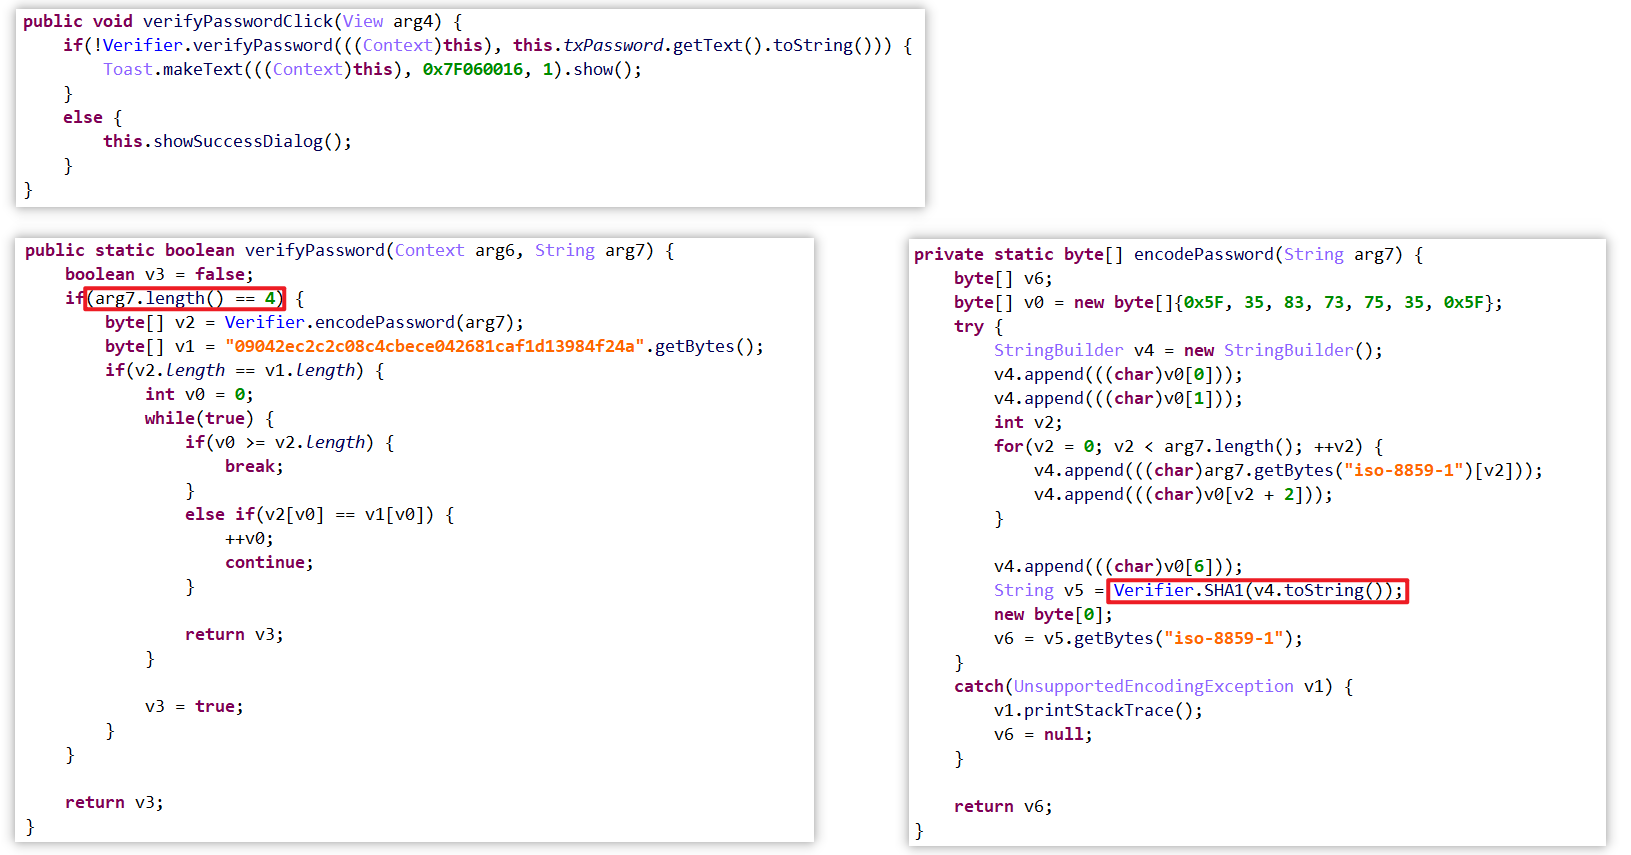 public void verifyPasswordClick(View arg4) {
    if(!Verifier.verifyPassword(((Context)this), this.txPassword.getText().toString())) {
        Toast.makeText(((Context)this), 0x7F060016, 1).show();
    }
    else {
        this.showSuccessDialog();
    }
}
public static boolean verifyPassword(Context arg6, String arg7) {
    boolean v3 = false;
    if(arg7.length() == 4) {
        byte[] v2 = Verifier.encodePassword(arg7);
        byte[] v1 = "09042ec2c2c08c4cbece042681caf1d13984f24a".getBytes();
        if(v2.length == v1.length) {
            int v0 = 0;
            while(true) {
                if(v0 >= v2.length) {
                    break;
                }
                else if(v2[v0] == v1[v0]) {
                    ++v0;
                    continue;
                }

                return v3;
            }

            v3 = true;
        }
    }

    return v3;
}
private static byte[] encodePassword(String arg7) {
    byte[] v6;
    byte[] v0 = new byte[]{0x5F, 35, 83, 73, 75, 35, 0x5F};
    try {
        StringBuilder v4 = new StringBuilder();
        v4.append(((char)v0[0]));
        v4.append(((char)v0[1]));
        int v2;
        for(v2 = 0; v2 < arg7.length(); ++v2) {
            v4.append(((char)arg7.getBytes("iso-8859-1")[v2]));
            v4.append(((char)v0[v2 + 2]));
        }

        v4.append(((char)v0[6]));
        String v5 = Verifier.SHA1(v4.toString());
        new byte[0];
        v6 = v5.getBytes("iso-8859-1");
    }
    catch(UnsupportedEncodingException v1) {
        v1.printStackTrace();
        v6 = null;
    }

    return v6;
}